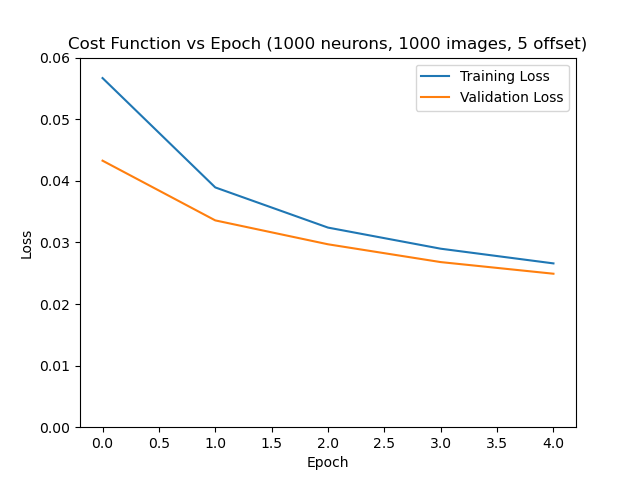 Cost Function vs Epoch (1000 neurons, 1000 images, 5 offset)
Training Loss
Validation Loss
0.06
0.05
0.04
0.03
0.02
0.01
0.00
Loss
0.0 0.5 1.0 1.5 2.0 2.5 3.0 3.5 4.0
Epoch